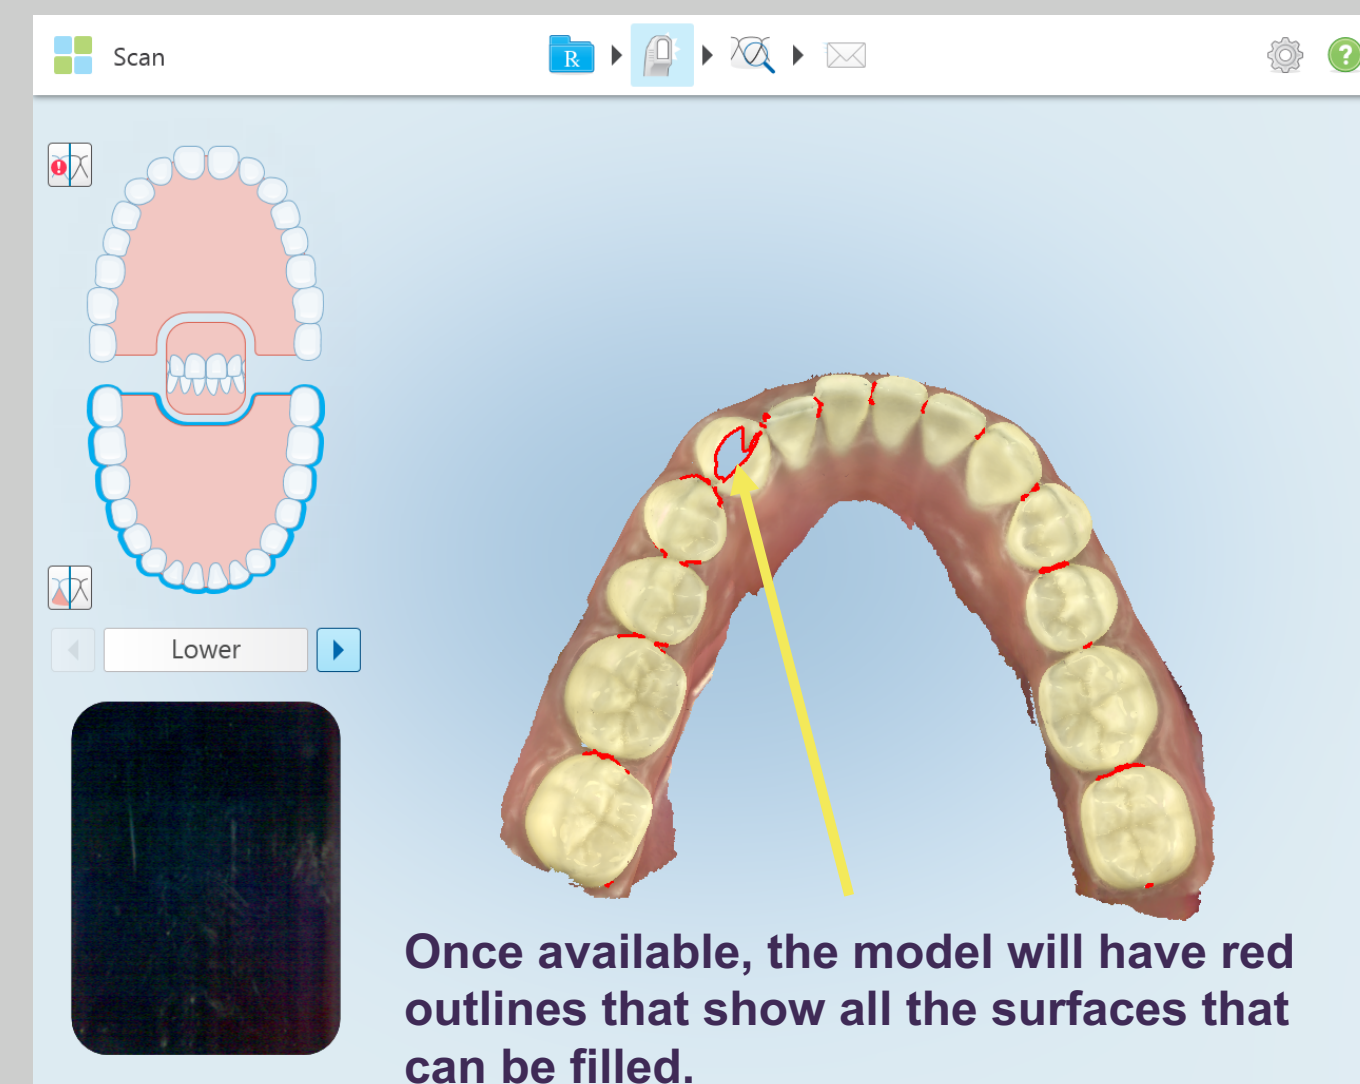 Scan
R
?
!
Lower
Once available, the model will have red
outlines that show all the surfaces that
can be filled.